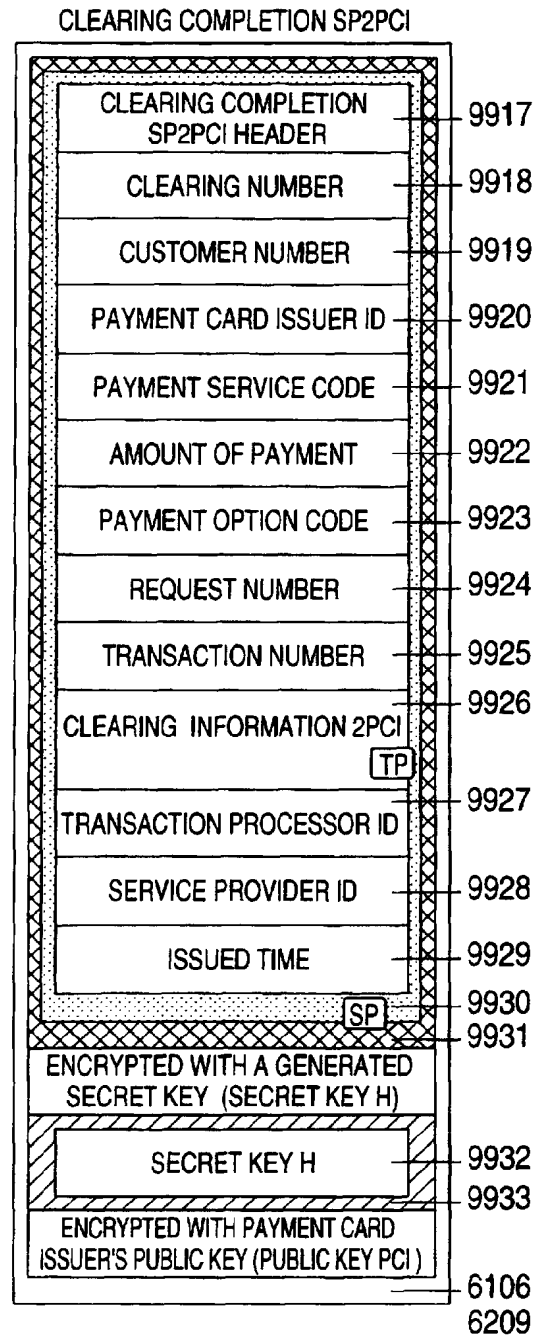 CLEARING COMPLETION SP2PCI
CLEARING COMPLETION
SP2PCI HEADER
9917
CLEARING NUMBER
9918
CUSTOMER NUMBER
9919
PAYMENT CARD ISSUER ID
9920
PAYMENT SERVICE CODE
9921
AMOUNT OF PAYMENT
9922
PAYMENT OPTION CODE
9923
REQUEST NUMBER
9924
TRANSACTION NUMBER
9925
9926
CLEARING INFORMATION 2PCI
TP
9927
TRANSACTION PROCESSOR ID
SERVICE PROVIDER ID
9928
ISSUED TIME
9929
SP
9930
9931
ENCRYPTED WITH A GENERATED
SECRET KEY (SECRET KEY H)
SECRET KEY H
9932
9933
ENCRYPTED WITH PAYMENT CARD
ISSUER'S PUBLIC KEY (PUBLIC KEY PCI )
6106
6209